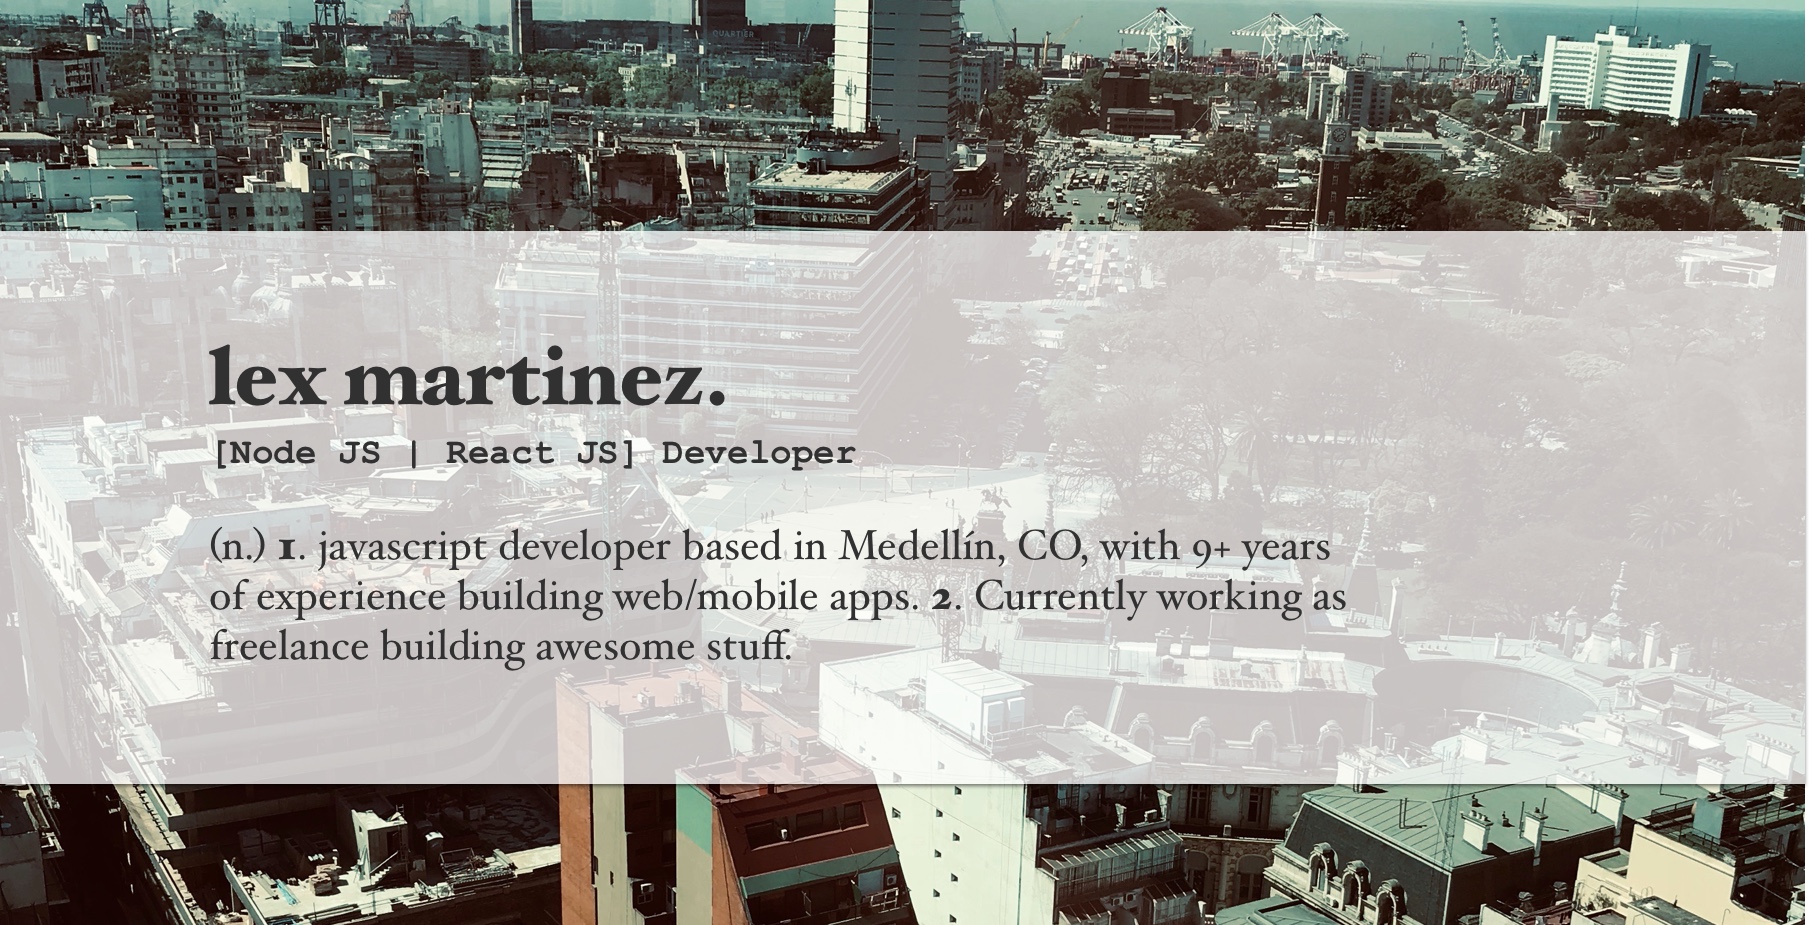 QUARTIER
lex martinez.
[Node JS | React JS] Developer
(n.) 1. javascript developer based in Medellín, CO, with 9+ years
of experience building web/mobile apps. 2. Currently working as
freelance building awesome stuff.